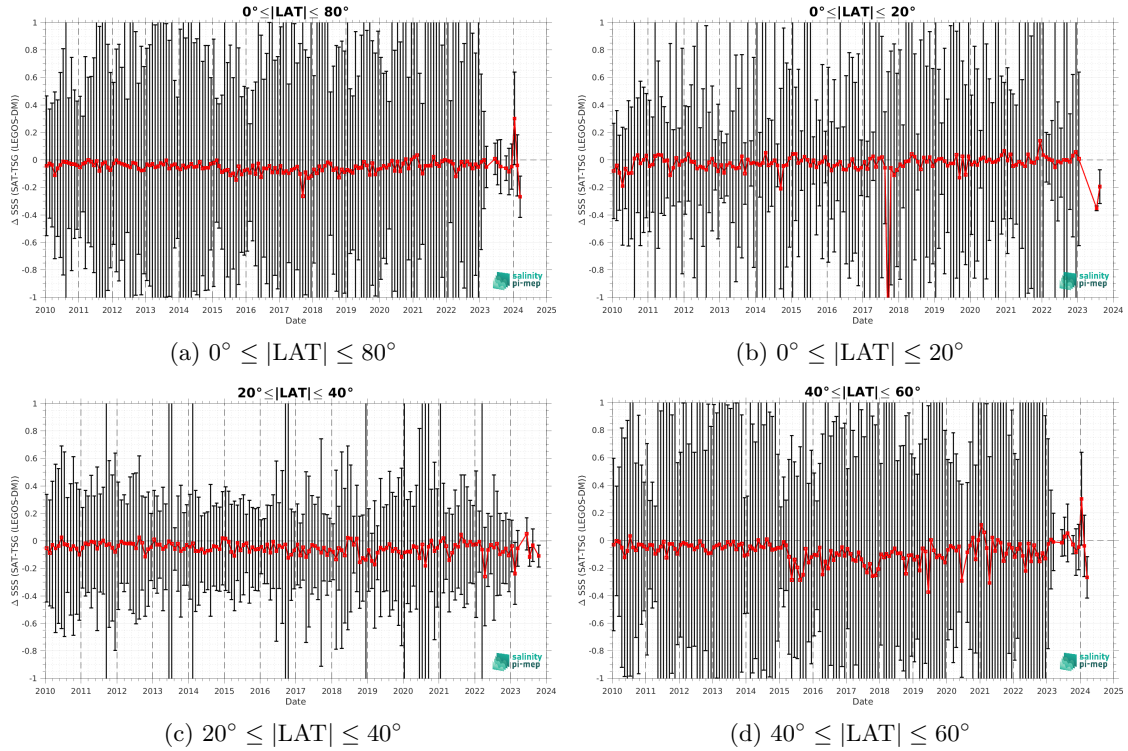 0°≤|LAT|≤ 80°
1
0.8
0.6
0.4
0.2
0
-0.2
-0.4
-0.6
-0.8
-1
Δ SSS (SAT-TSG (LEGOS-DM))
2010 2011 2012 2013 2014 2015 2016 2017 2018 2019 2020 2021 2022 2023 2024 2025
Date
salinity
pi-mep
(a) 0° ≤ |LAT| ≤ 80°
0°≤|LAT|≤ 20°
1
0.8
0.6
0.4
0.2
0
-0.2
-0.4
-0.6
-0.8
-1
Δ SSS (SAT-TSG (LEGOS-DM))
2010 2011 2012 2013 2014 2015 2016 2017 2018 2019 2020 2021 2022 2023 2024
Date
salinity
pi-mep
(b) 0° ≤ |LAT| ≤ 20°
20°≤|LAT|≤ 40°
1
0.8
0.6
0.4
0.2
0
-0.2
-0.4
-0.6
-0.8
-1
Δ SSS (SAT-TSG (LEGOS-DM))
2010 2011 2012 2013 2014 2015 2016 2017 2018 2019 2020 2021 2022 2023 2024
Date
salinity
pi-mep
(c) 20° ≤ |LAT| ≤ 40°
40°≤|LAT|≤ 60°
1
0.8
0.6
0.4
0.2
0
-0.2
-0.4
-0.6
-0.8
-1
Δ SSS (SAT-TSG (LEGOS-DM))
2010 2011 2012 2013 2014 2015 2016 2017 2018 2019 2020 2021 2022 2023 2024 2025
Date
salinity
pi-mep
(d) 40° ≤ |LAT| ≤ 60°